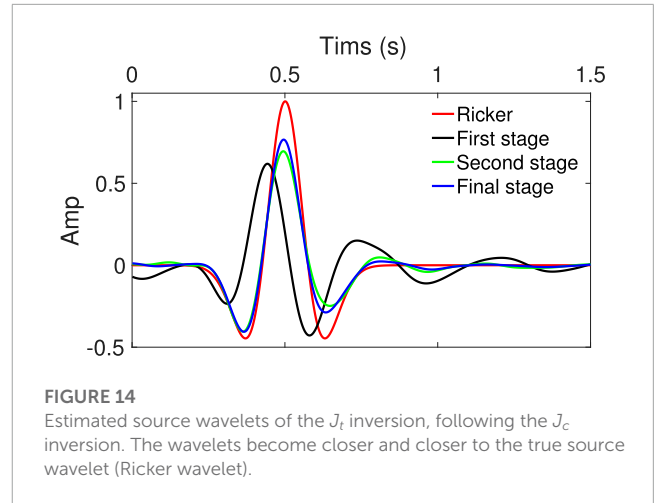 Tims (s)
0 0.5 1 1.5
1
0.5
0
-0.5
Amp
Ricker
First stage
Second stage
Final stage
FIGURE 14
Estimated source wavelets of the Jt inversion, following the Jc
inversion. The wavelets become closer and closer to the true source
wavelet (Ricker wavelet).